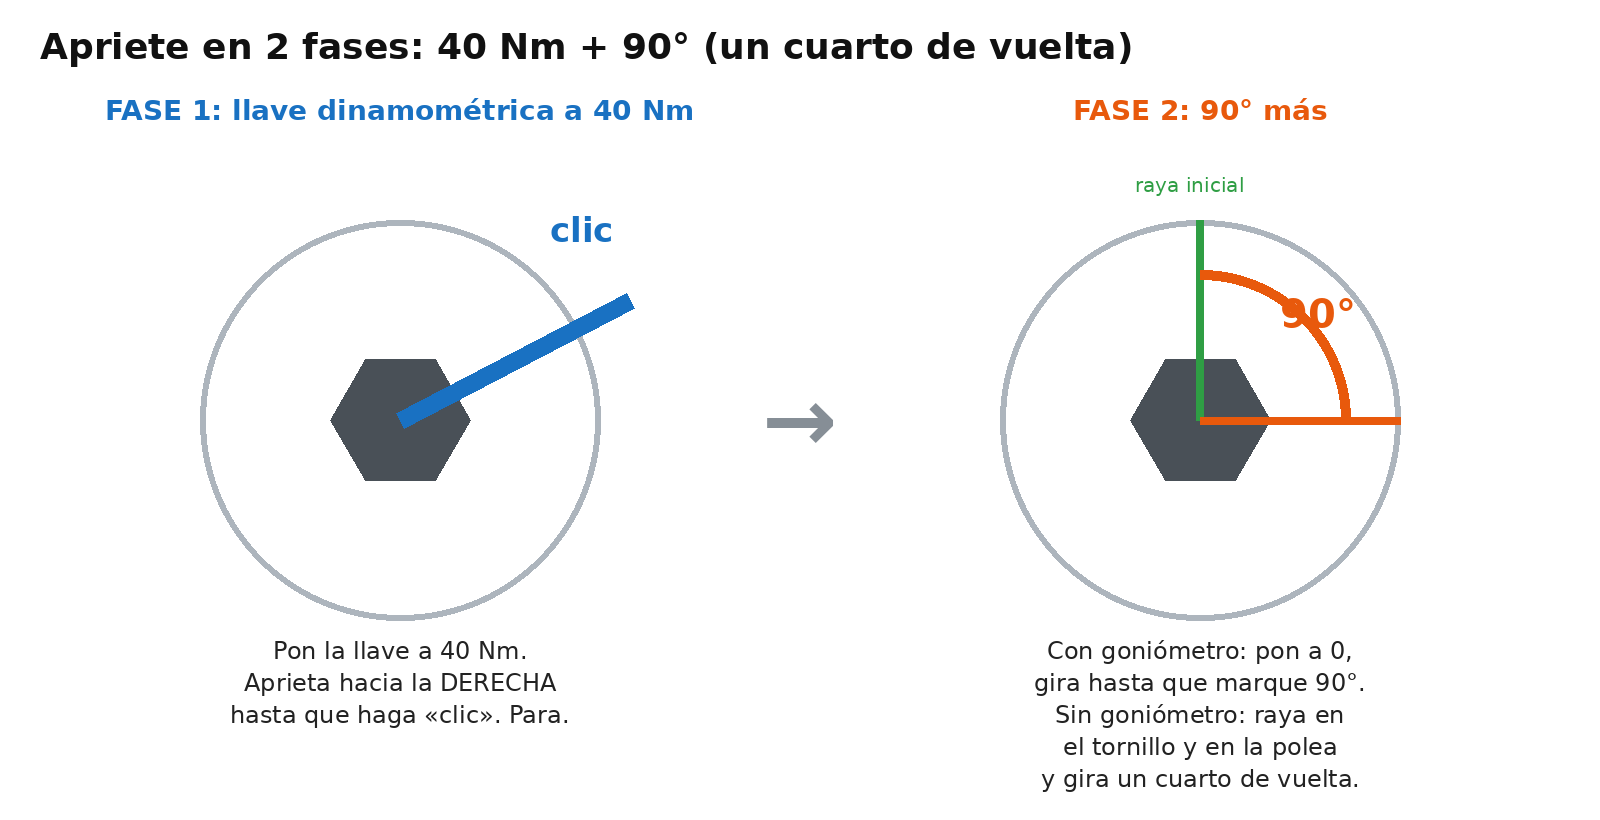 Apriete en 2 fases: 40 Nm + 90° (un cuarto de vuelta)
FASE 1: llave dinamométrica a 40 Nm
clic
Pon la llave a 40 Nm.
Aprieta hacia la DERECHA
hasta que haga «clic». Para.
→
FASE 2: 90° más
raya inicial
90°
Con goniómetro: pon a 0,
gira hasta que marque 90°.
Sin goniómetro: raya en
el tornillo y en la polea
y gira un cuarto de vuelta.